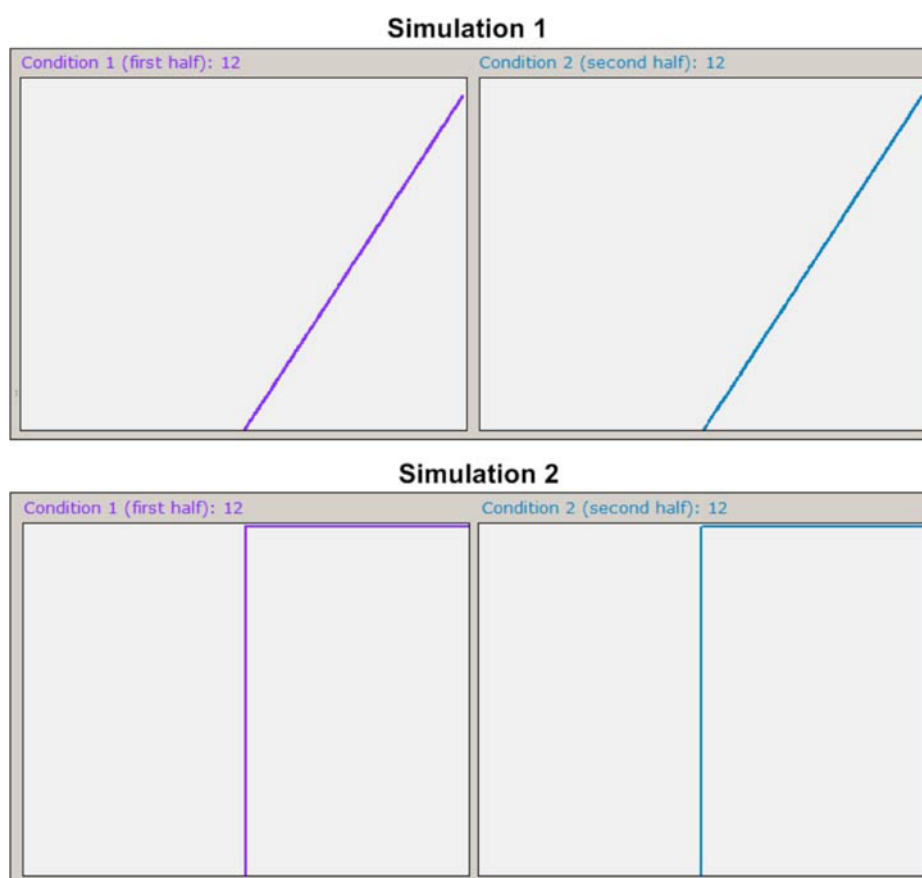 Simulation 1
Condition 1 (first half): 12
Condition 2 (second half): 12
Simulation 2
Condition 1 (first half): 12
Condition 2 (second half): 12